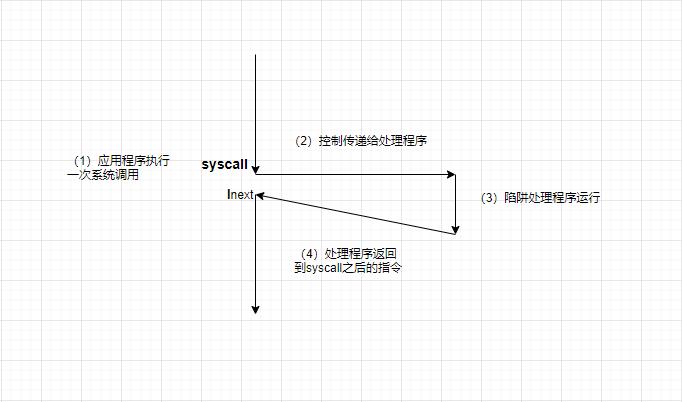 （2）控制传递给处理程序
（1）应用程序执行
一次系统调用
syscall
Inext
（3）陷阱处理程序运行
（4）处理程序返回
到syscall之后的指令